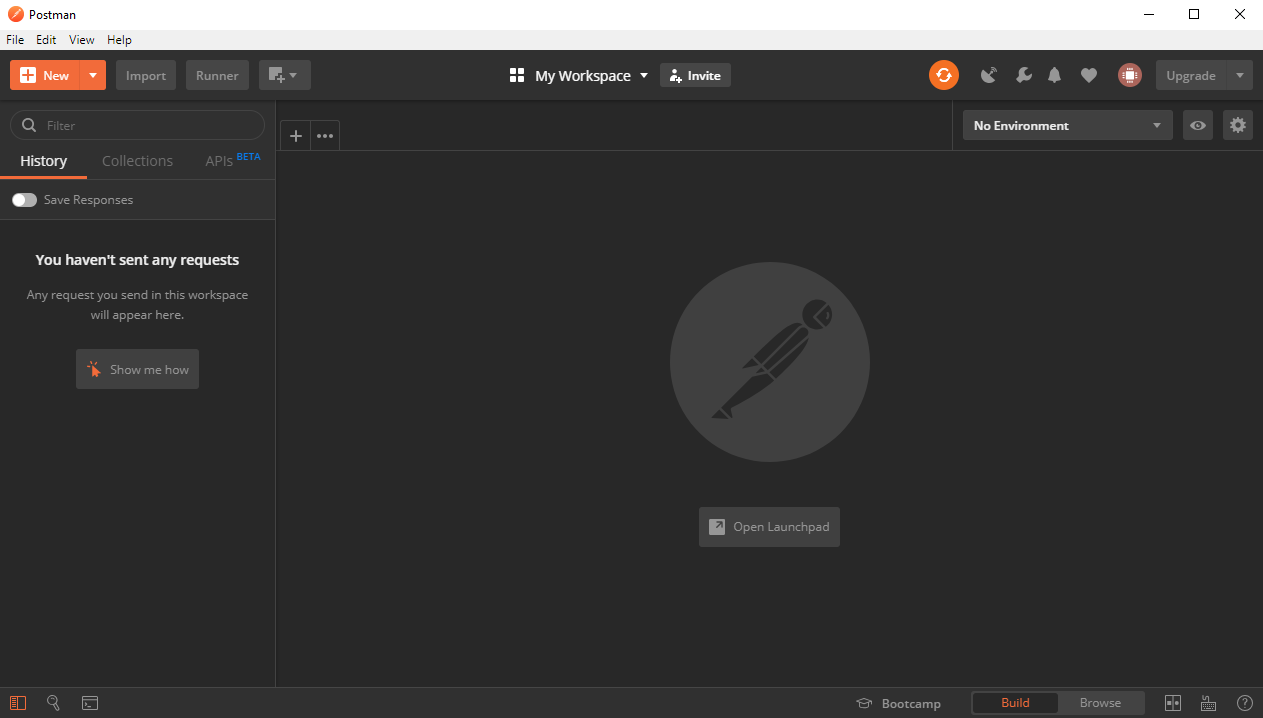 Postman
File Edit View Help
New Import Runner My Workspace Invite Upgrade
Filter
No Environment
History Collections APIs BETA
Save Responses
You haven't sent any requests
Any request you send in this workspace
will appear here.
Show me how
Open Launchpad
Bootcamp Build Browse